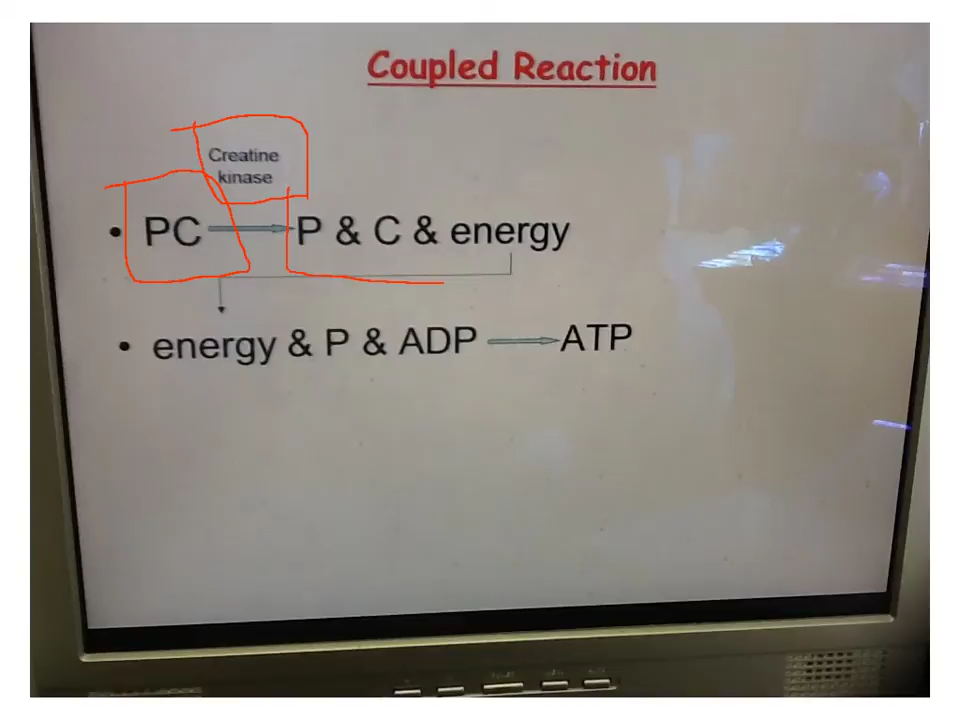 Coupled Reaction
Creatine
kinase
• PC → P & C & energy
• energy & P & ADP → ATP